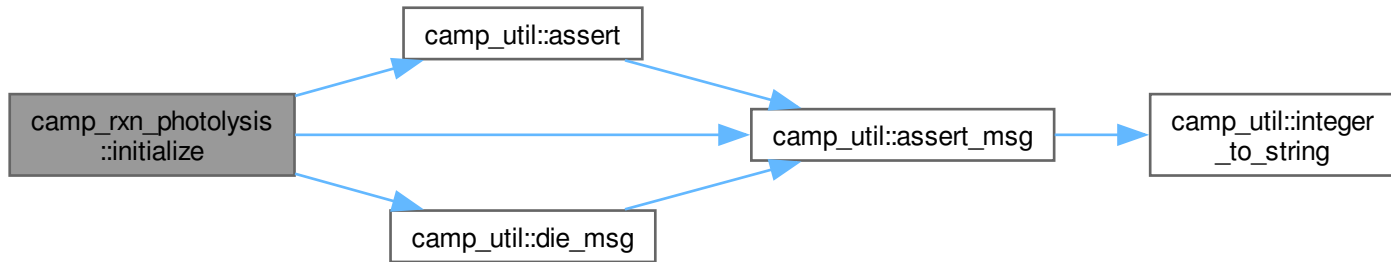 camp_rxn_photolysis
::initialize
camp_util::assert
camp_util::assert_msg
camp_util::die_msg
camp_util::integer
_to_string